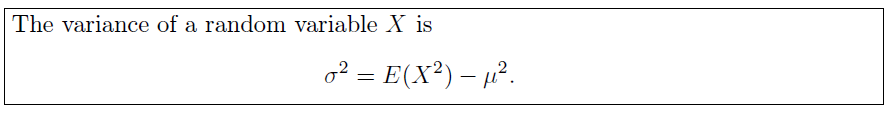 The variance of a random variable X is
σ² = E(X²) − μ².